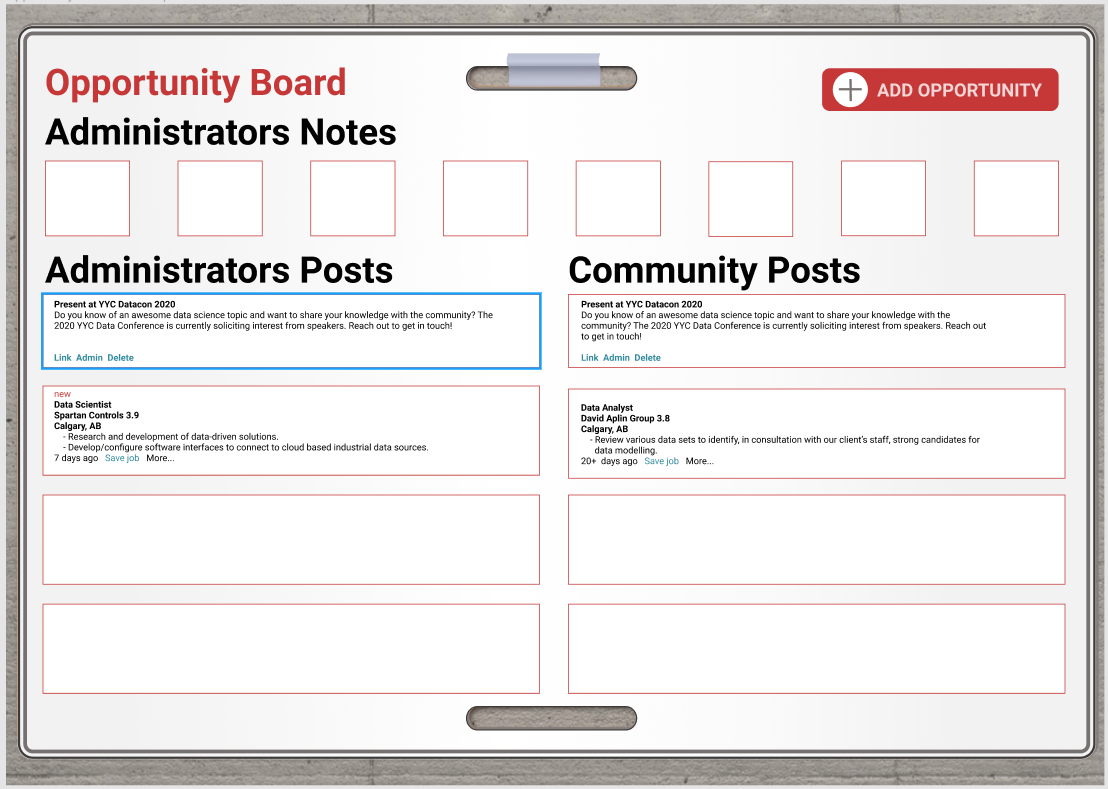 Opportunity Board
ADD OPPORTUNITY
Administrators Notes
Administrators Posts
Present at YYC Datacon 2020
Do you know of an awesome data science topic and want to share your knowledge with the community? The
2020 YYC Data Conference is currently soliciting interest from speakers. Reach out to get in touch!
Link Admin Delete
new
Data Scientist
Spartan Controls 3.9
Calgary, AB
- Research and development of data-driven solutions.
- Develop/configure software interfaces to connect to cloud based industrial data sources.
7 days ago Save job More...
Community Posts
Present at YYC Datacon 2020
Do you know of an awesome data science topic and want to share your knowledge with the
community? The 2020 YYC Data Conference is currently soliciting interest from speakers. Reach out
to get in touch!
Link Admin Delete
Data Analyst
David Aplin Group 3.8
Calgary, AB
- Review various data sets to identify, in consultation with our client's staff, strong candidates for
data modelling.
20+ days ago Save job More...